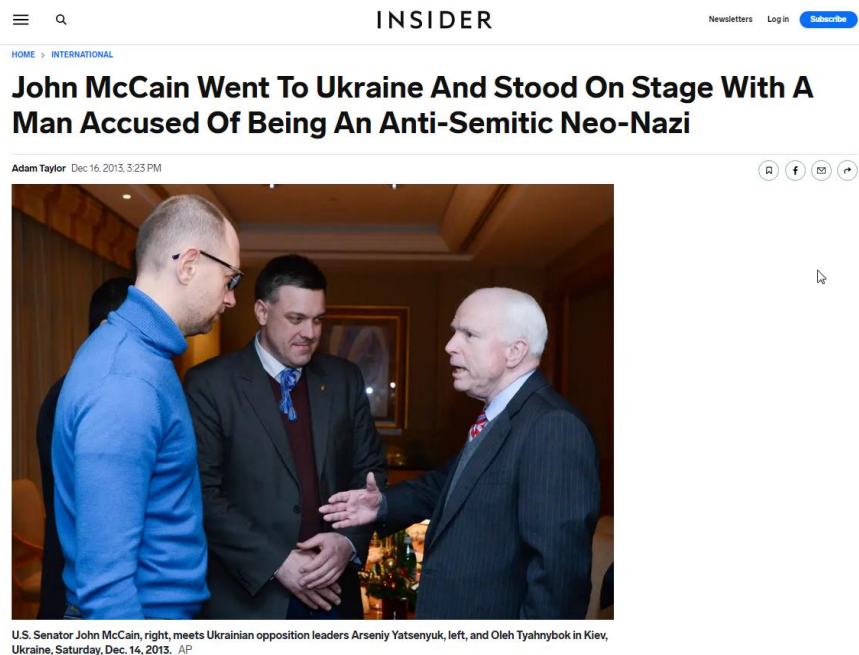 INSIDER
Newsletters Log in Subscribe
HOME > INTERNATIONAL
John McCain Went To Ukraine And Stood On Stage With A
Man Accused Of Being An Anti-Semitic Neo-Nazi
Adam Taylor Dec 16, 2013, 3:23 PM
U.S. Senator John McCain, right, meets Ukrainian opposition leaders Arseniy Yatsenyuk, left, and Oleh Tyahnybok in Kiev,
Ukraine, Saturday, Dec. 14, 2013. AP